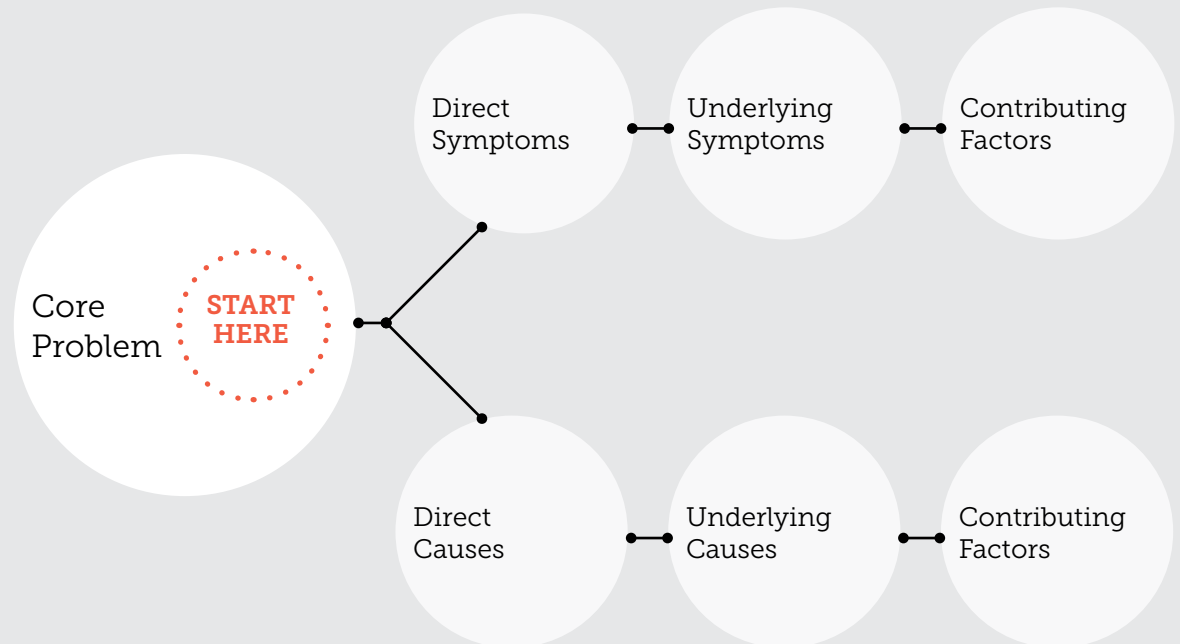 Core
Problem
START
HERE
Direct
Symptoms
Underlying
Symptoms
Contributing
Factors
Direct
Causes
Underlying
Causes
Contributing
Factors